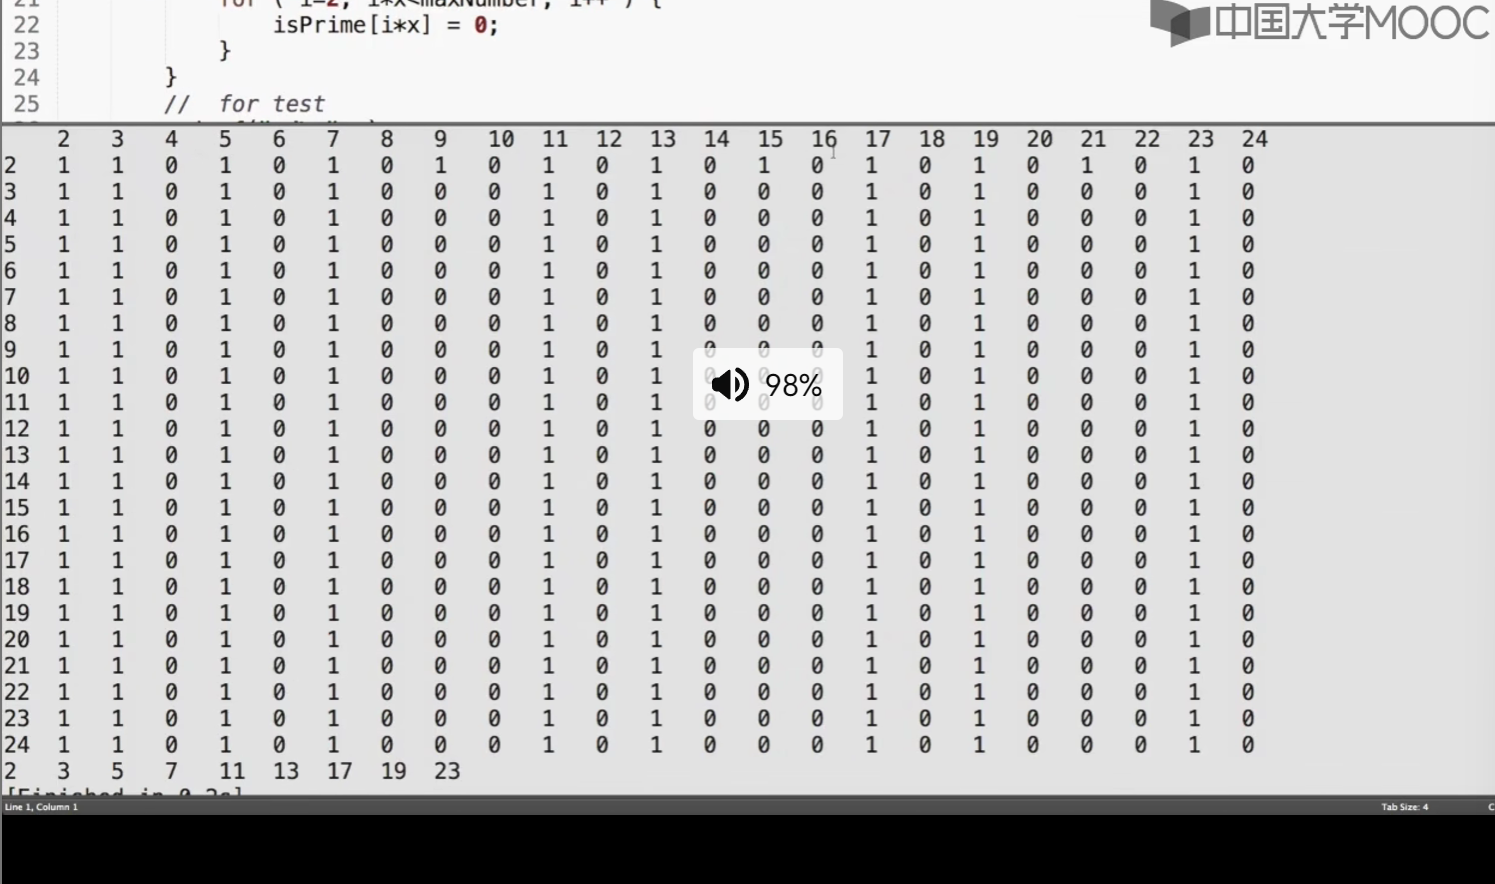 22 isPrime[i*x] = 0;
中国大学MOOC
23 }
24 }
25 // for test
2 3 4 5 6 7 8 9 10 11 12 13 14 15 16 17 18 19 20 21 22 23 24
2 1 1 0 1 0 1 0 1 0 1 0 1 0 1 0 1 0 1 0 1 0 1 0
3 1 1 0 1 0 1 0 0 0 1 0 1 0 0 0 1 0 1 0 0 0 1 0
4 1 1 0 1 0 1 0 0 0 1 0 1 0 0 0 1 0 1 0 0 0 1 0
5 1 1 0 1 0 1 0 0 0 1 0 1 0 0 0 1 0 1 0 0 0 1 0
6 1 1 0 1 0 1 0 0 0 1 0 1 0 0 0 1 0 1 0 0 0 1 0
7 1 1 0 1 0 1 0 0 0 1 0 1 0 0 0 1 0 1 0 0 0 1 0
8 1 1 0 1 0 1 0 0 0 1 0 1 0 0 0 1 0 1 0 0 0 1 0
9 1 1 0 1 0 1 0 0 0 1 0 1 0 0 0 1 0 1 0 0 0 1 0
10 1 1 0 1 0 1 0 0 0 1 0 1 0 0 0 1 0 1 0 0 0 1 0
98%
11 1 1 0 1 0 1 0 0 0 1 0 1 0 0 0 1 0 1 0 0 0 1 0
12 1 1 0 1 0 1 0 0 0 1 0 1 0 0 0 1 0 1 0 0 0 1 0
13 1 1 0 1 0 1 0 0 0 1 0 1 0 0 0 1 0 1 0 0 0 1 0
14 1 1 0 1 0 1 0 0 0 1 0 1 0 0 0 1 0 1 0 0 0 1 0
15 1 1 0 1 0 1 0 0 0 1 0 1 0 0 0 1 0 1 0 0 0 1 0
16 1 1 0 1 0 1 0 0 0 1 0 1 0 0 0 1 0 1 0 0 0 1 0
17 1 1 0 1 0 1 0 0 0 1 0 1 0 0 0 1 0 1 0 0 0 1 0
18 1 1 0 1 0 1 0 0 0 1 0 1 0 0 0 1 0 1 0 0 0 1 0
19 1 1 0 1 0 1 0 0 0 1 0 1 0 0 0 1 0 1 0 0 0 1 0
20 1 1 0 1 0 1 0 0 0 1 0 1 0 0 0 1 0 1 0 0 0 1 0
21 1 1 0 1 0 1 0 0 0 1 0 1 0 0 0 1 0 1 0 0 0 1 0
22 1 1 0 1 0 1 0 0 0 1 0 1 0 0 0 1 0 1 0 0 0 1 0
23 1 1 0 1 0 1 0 0 0 1 0 1 0 0 0 1 0 1 0 0 0 1 0
24 1 1 0 1 0 1 0 0 0 1 0 1 0 0 0 1 0 1 0 0 0 1 0
2 3 5 7 11 13 17 19 23
Line 1, Column 1
Tab Size: 4